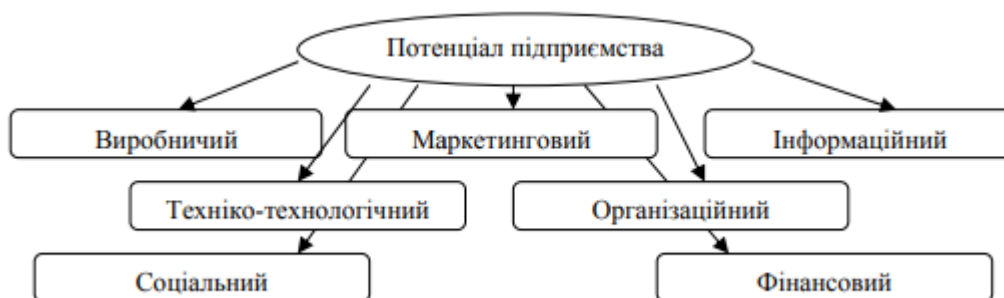 Потенціал підприємства
Виробничий
Маркетинговий
Інформаційний
Техніко-технологічний
Організаційний
Соціальний
Фінансовий